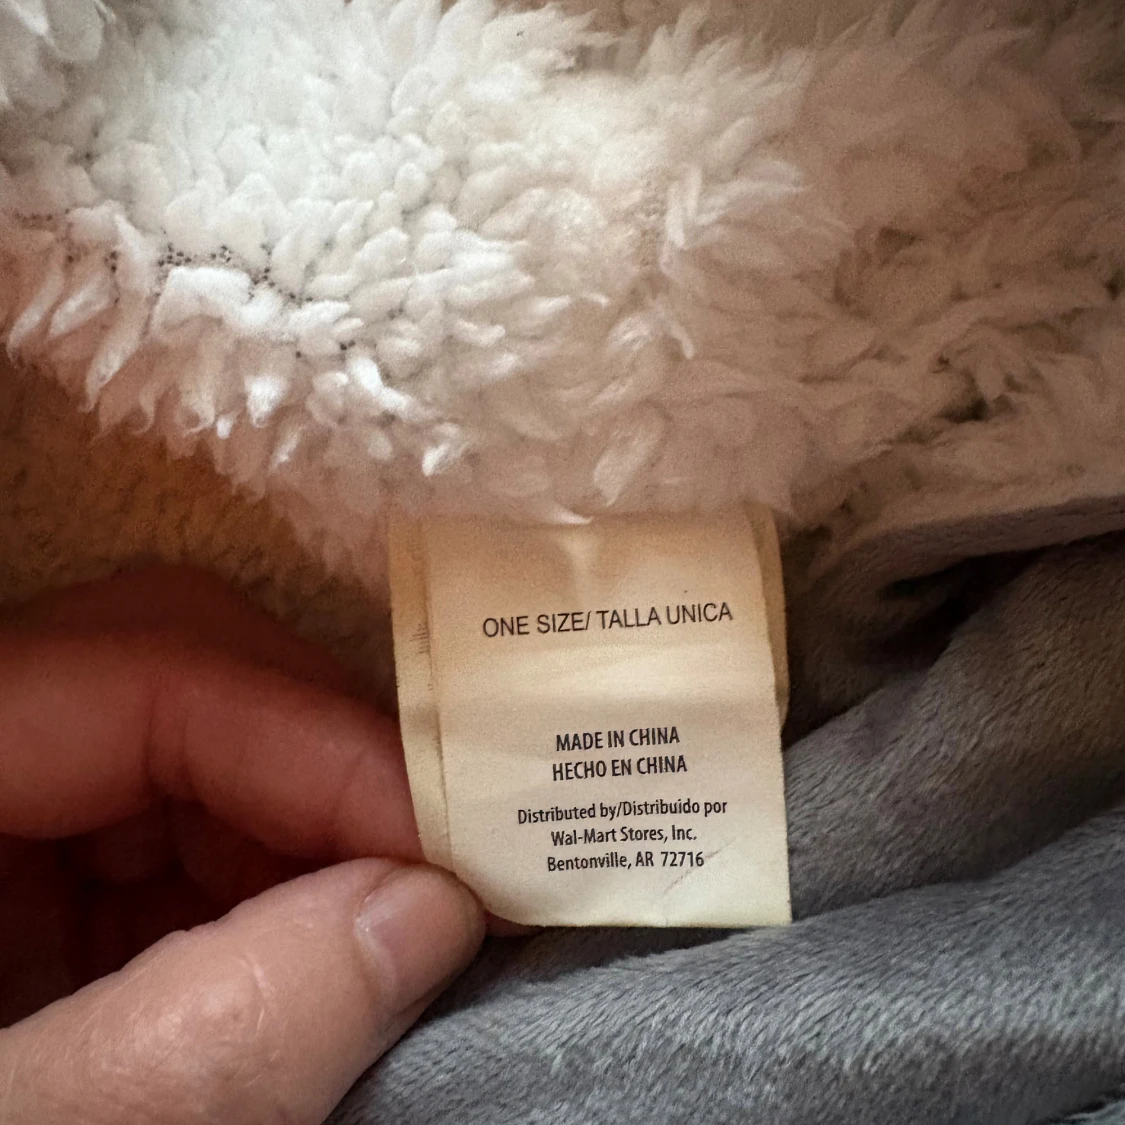 ONE SIZE/ TALLA UNICA
MADE IN CHINA
HECHO EN CHINA
Distributed by/Distribuido por
Wal-Mart Stores, Inc.
Bentonville, AR 72716